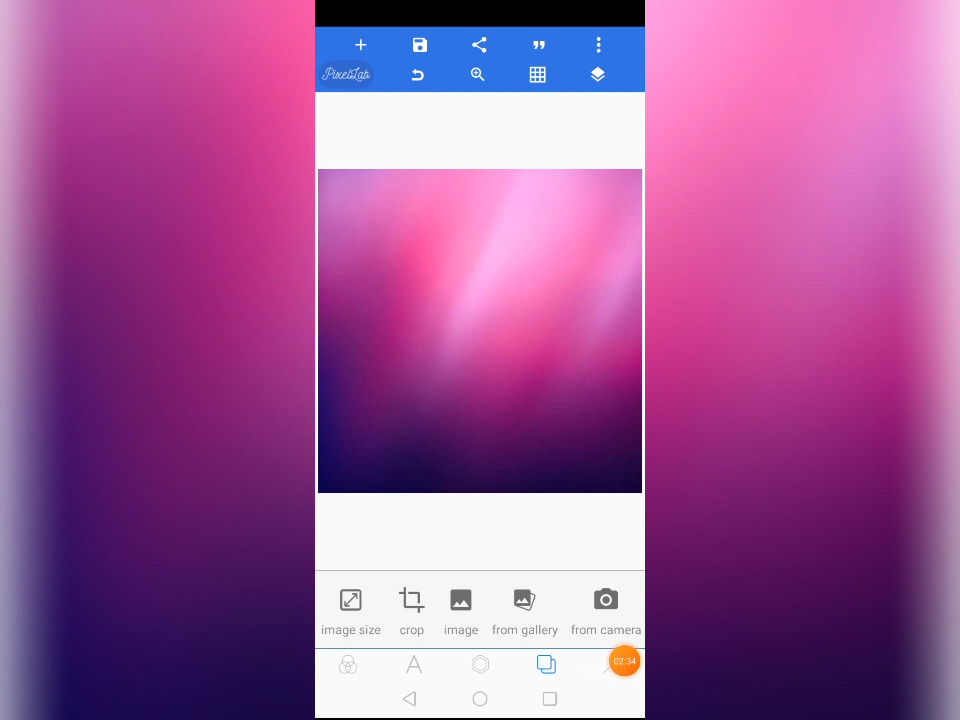 PixelLab
image size
crop
image
from gallery
from camera
02:34